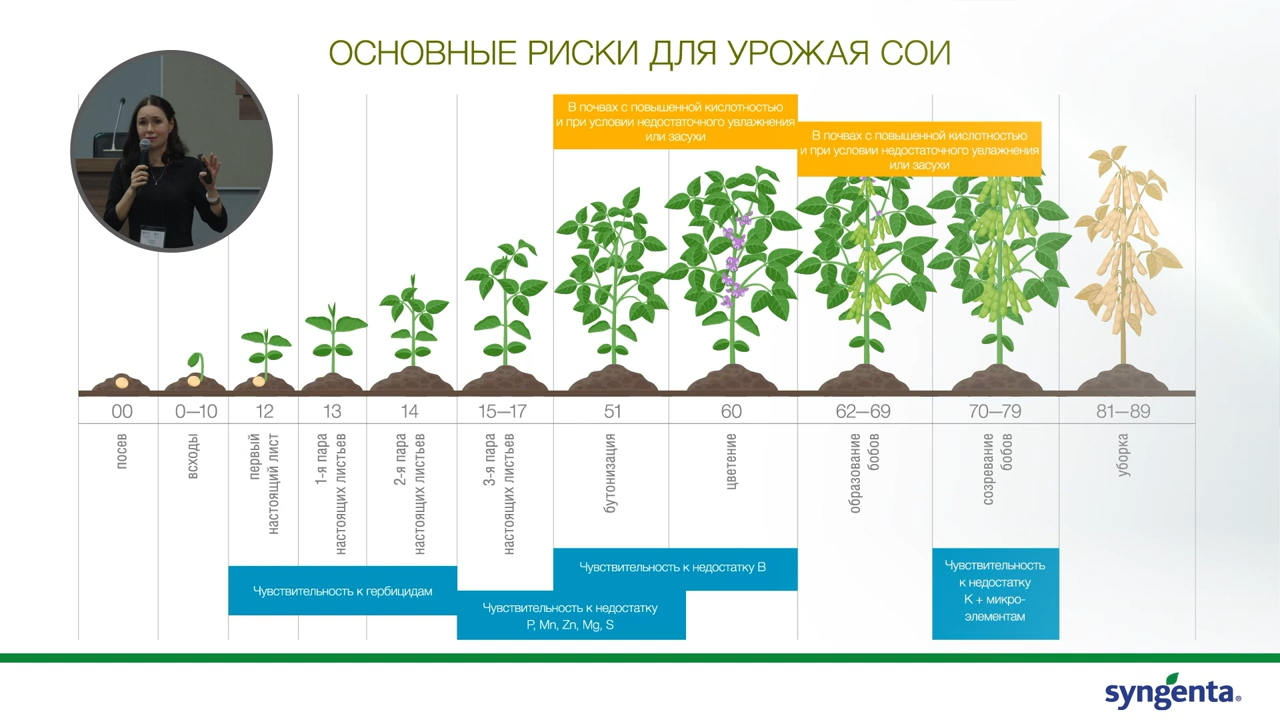 ОСНОВНЫЕ РИСКИ ДЛЯ УРОЖАЯ СОИ
В почвах с повышенной кислотностью
и при условии недостаточного увлажнения
или засухи
В почвах с повышенной кислотностью
и при условии недостаточного увлажнения
или засухи
00
0—10
12
13
14
15—17
51
60
62—69
70—79
81—89
посев
всходы
первый
настоящий лист
1-я пара
настоящих листьев
2-я пара
настоящих листьев
3-я пара
настоящих листьев
бутонизация
цветение
образование
бобов
созревание
бобов
уборка
Чувствительность к гербицидам
Чувствительность к недостатку
P, Mn, Zn, Mg, S
Чувствительность к недостатку B
Чувствительность
к недостатку
K + микро-
элементам
syngenta®